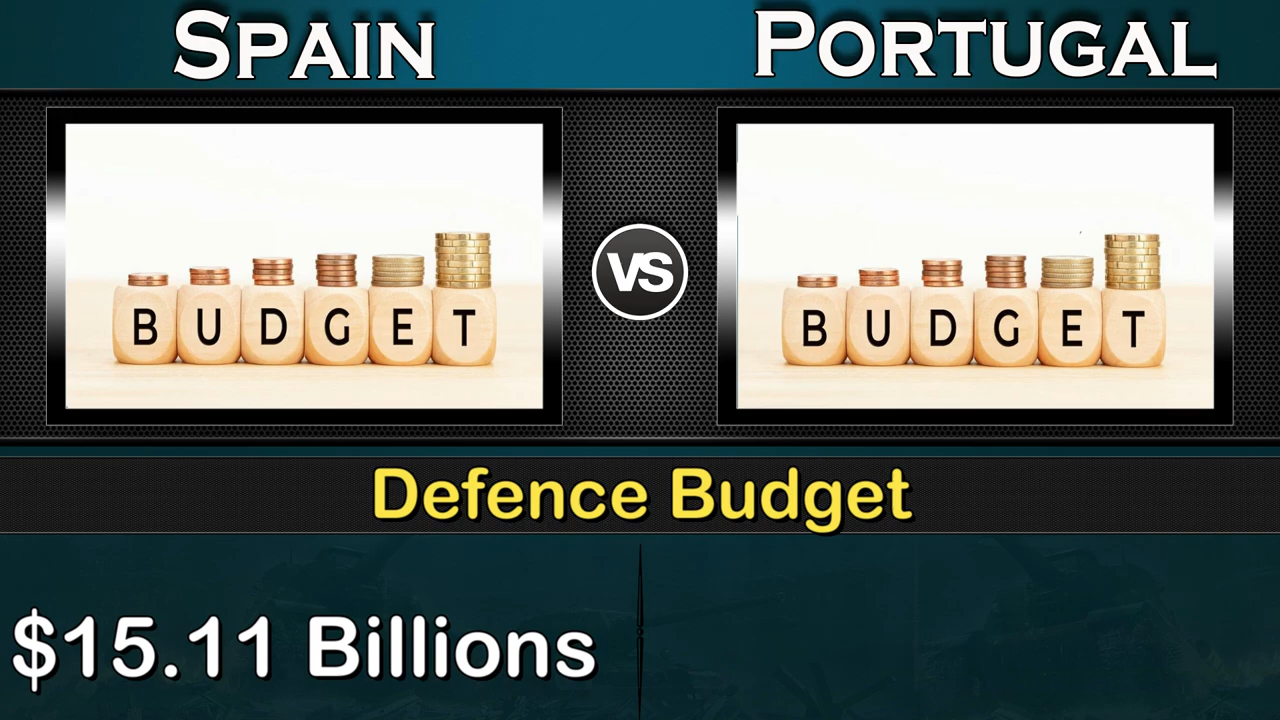 SPAIN
PORTUGAL
BUDGET
VS
BUDGET
Defence Budget
$15.11 Billions